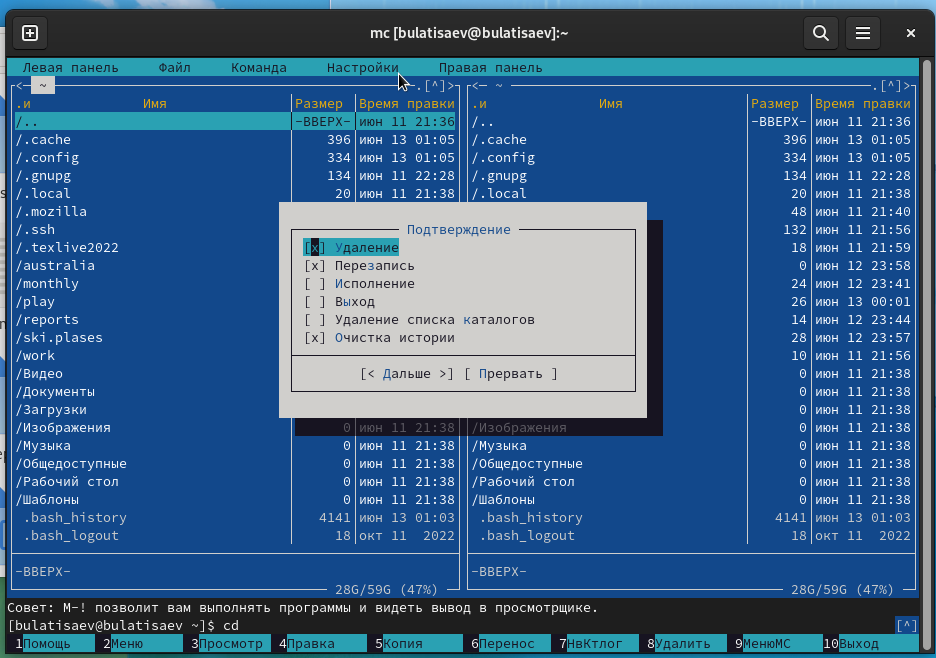 mc [bulatisaev@bulatisaev]:~
Левая панель Файл Команда Настройки Правая панель
<─ ~ .[^]> <─ ~ .[^]>
.и Имя Размер Время правки .и Имя Размер Время правки
/.. -ВВЕРХ- июн 11 21:36 /.. -ВВЕРХ- июн 11 21:36
/.cache 396 июн 13 01:05 /.cache 396 июн 13 01:05
/.config 334 июн 13 01:05 /.config 334 июн 13 01:05
/.gnupg 134 июн 11 22:28 /.gnupg 134 июн 11 22:28
/.local 20 июн 11 21:38 /.local 20 июн 11 21:38
/.mozilla 48 июн 11 21:40
/.ssh Подтверждение 132 июн 11 21:56
/.texlive2022 [x] Удаление 18 июн 11 21:59
/australia [x] Перезапись 0 июн 12 23:58
/monthly [ ] Исполнение 24 июн 12 23:41
/play [ ] Выход 26 июн 13 00:01
/reports [ ] Удаление списка каталогов 14 июн 12 23:44
/ski.plases [x] Очистка истории 28 июн 12 23:57
/work 10 июн 11 21:56
/Видео [< Дальше >] [ Прервать ] 0 июн 11 21:38
/Документы 0 июн 11 21:38
/Загрузки 0 июн 11 21:38
/Изображения 0 июн 11 21:38 /Изображения 0 июн 11 21:38
/Музыка 0 июн 11 21:38 /Музыка 0 июн 11 21:38
/Общедоступные 0 июн 11 21:38 /Общедоступные 0 июн 11 21:38
/Рабочий стол 0 июн 11 21:38 /Рабочий стол 0 июн 11 21:38
/Шаблоны 0 июн 11 21:38 /Шаблоны 0 июн 11 21:38
.bash_history 4141 июн 13 01:03 .bash_history 4141 июн 13 01:03
.bash_logout 18 окт 11 2022 .bash_logout 18 окт 11 2022
-ВВЕРХ- -ВВЕРХ-
28G/59G (47%) 28G/59G (47%)
Совет: M-! позволит вам выполнять программы и видеть вывод в просмотрщике.
[bulatisaev@bulatisaev ~]$ cd [^]
1Помощь 2Меню 3Просмотр 4Правка 5Копия 6Перенос 7НвКтлог 8Удалить 9МенюМС 10Выход